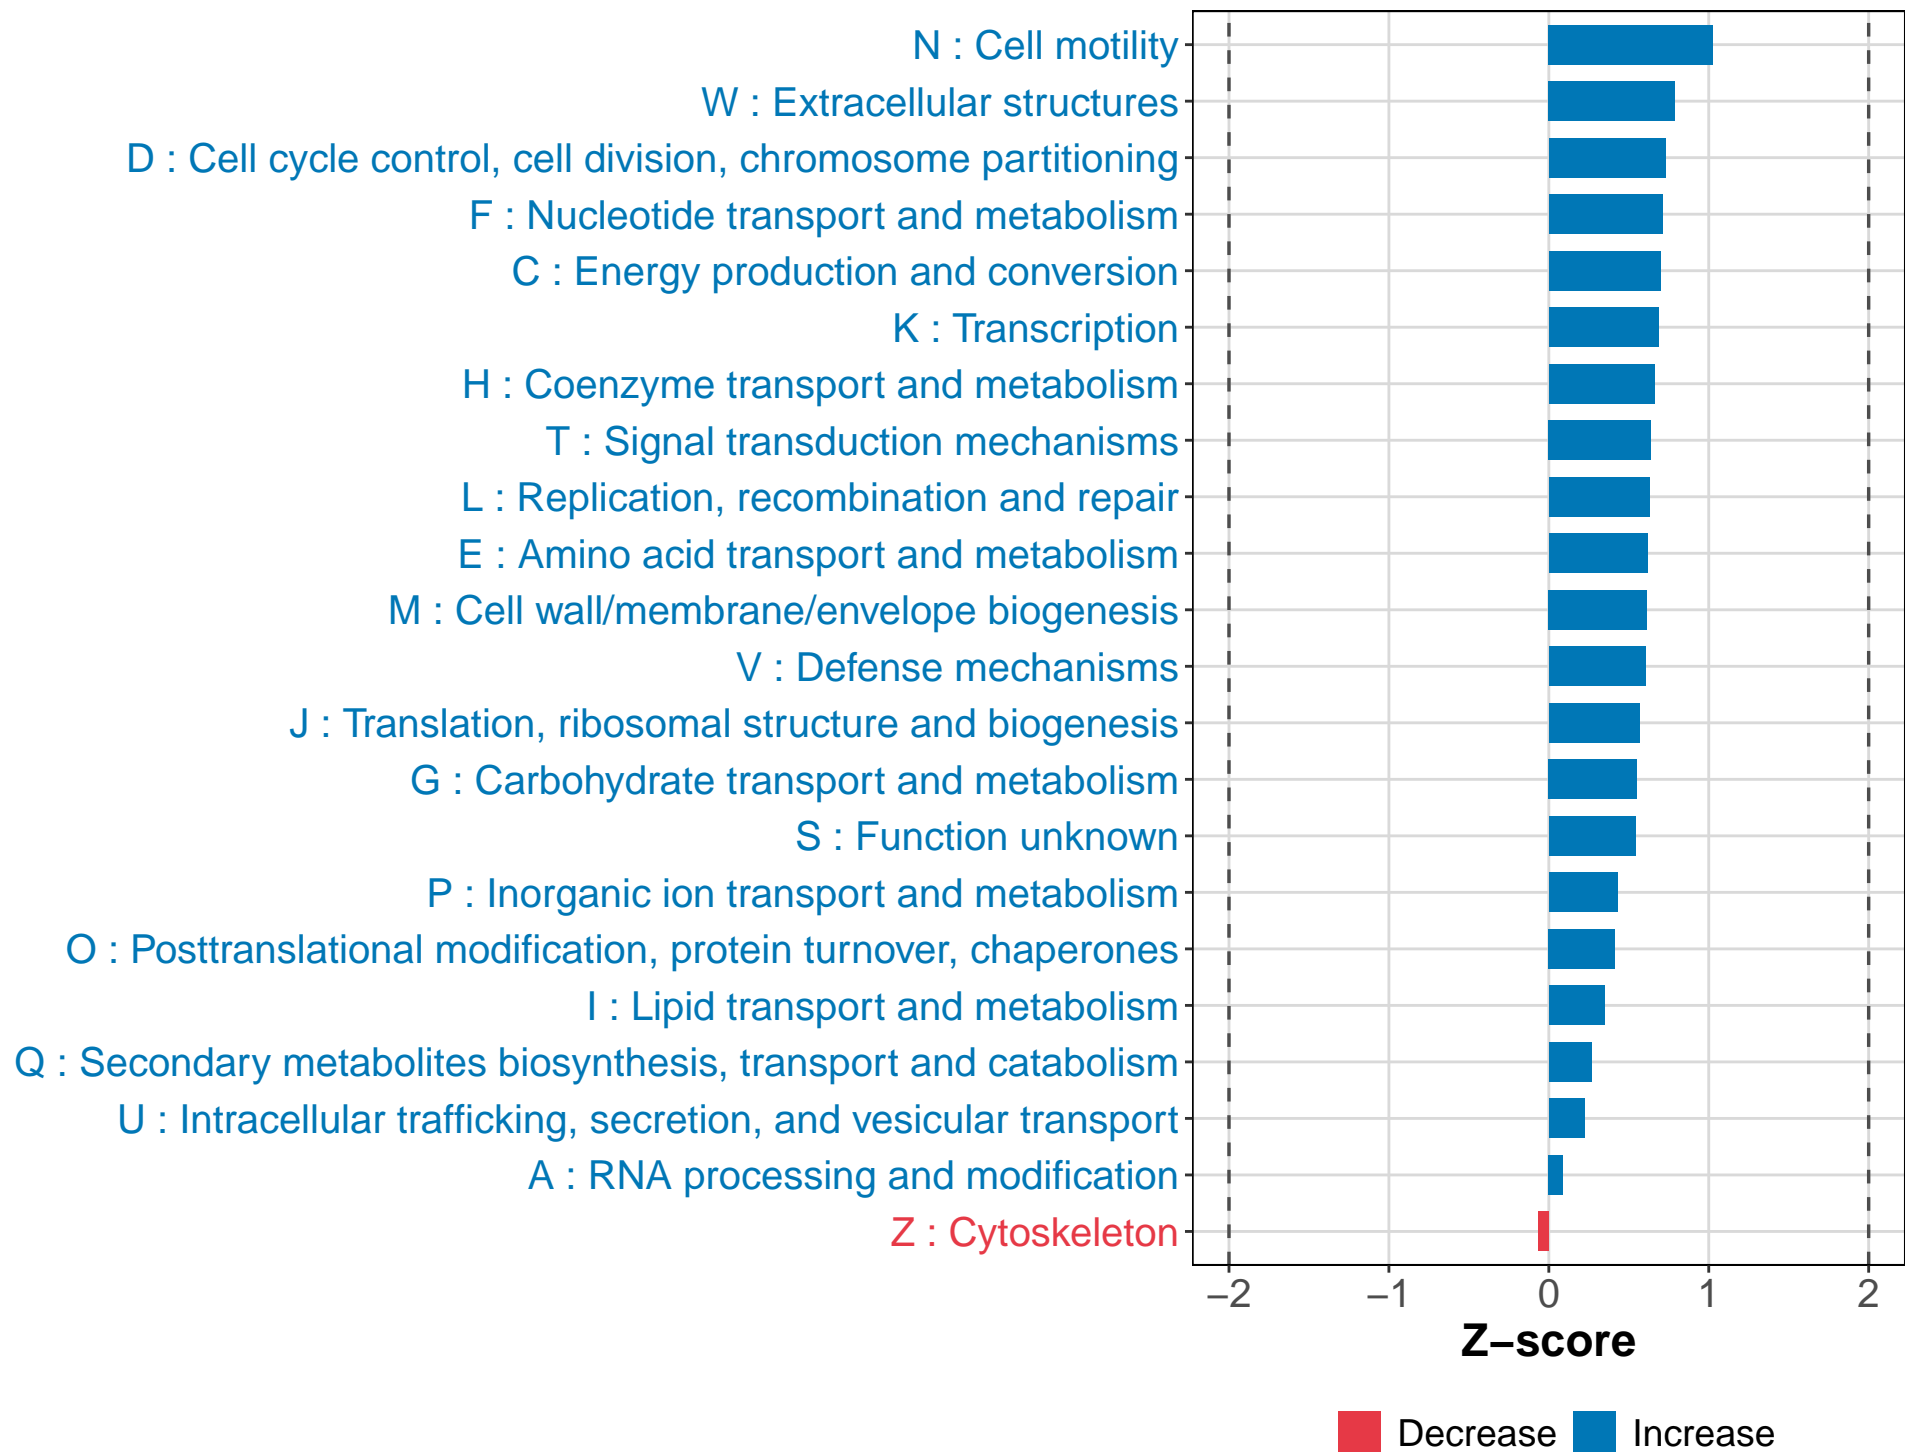 N : Cell motility
W : Extracellular structures
D : Cell cycle control, cell division, chromosome partitioning
F : Nucleotide transport and metabolism
C : Energy production and conversion
K : Transcription
H : Coenzyme transport and metabolism
T : Signal transduction mechanisms
L : Replication, recombination and repair
E : Amino acid transport and metabolism
M : Cell wall/membrane/envelope biogenesis
V : Defense mechanisms
J : Translation, ribosomal structure and biogenesis
G : Carbohydrate transport and metabolism
S : Function unknown
P : Inorganic ion transport and metabolism
O : Posttranslational modification, protein turnover, chaperones
I : Lipid transport and metabolism
Q : Secondary metabolites biosynthesis, transport and catabolism
U : Intracellular trafficking, secretion, and vesicular transport
A : RNA processing and modification
Z : Cytoskeleton
−2 −1 0 1 2
Z−score
Decrease Increase